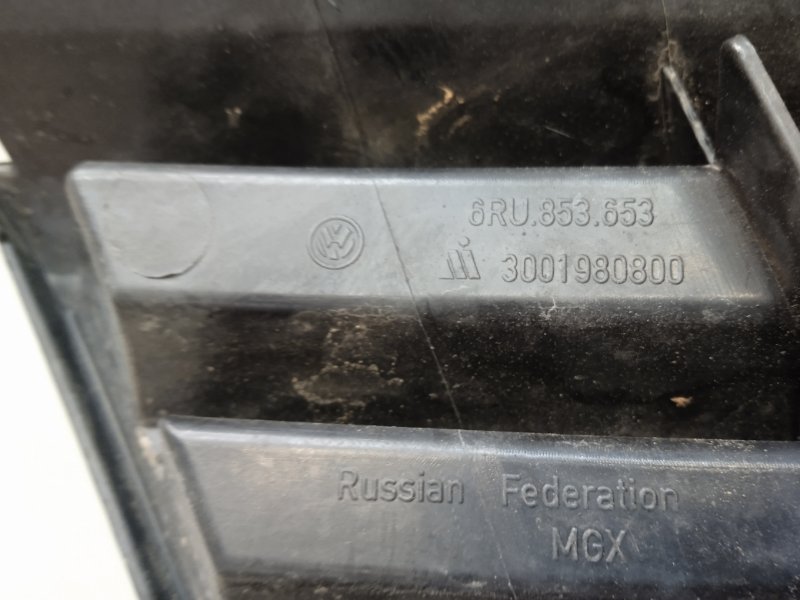 6RU.853.653
3001980800
Russian Federation
MGX